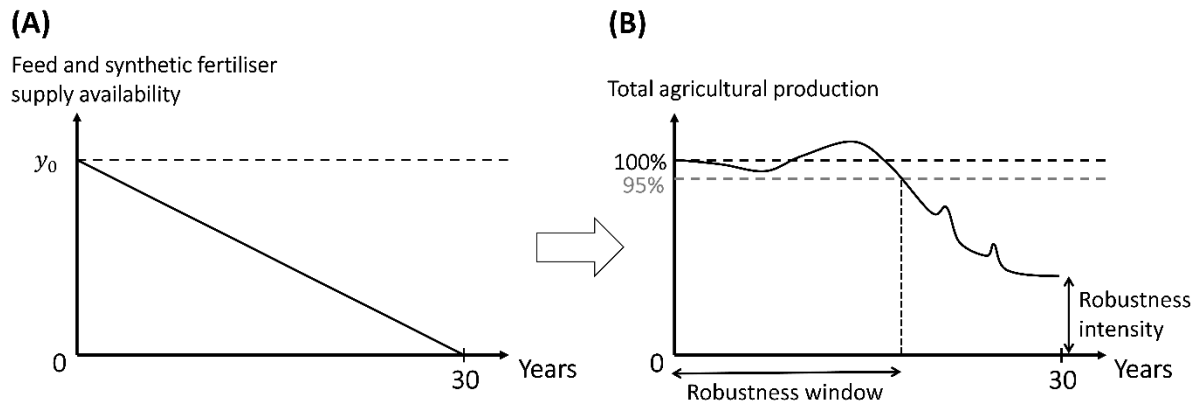 (A)
Feed and synthetic fertiliser
supply availability
y₀
0
30
Years
(B)
Total agricultural production
100%
95%
0
Robustness
intensity
30
Years
Robustness window